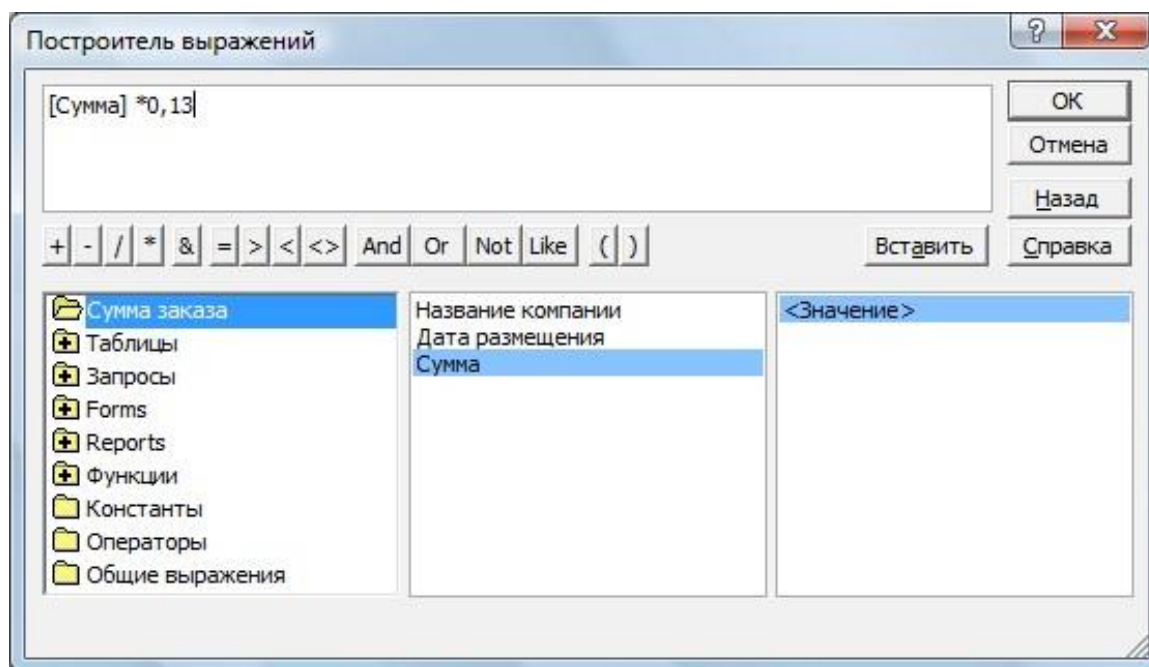 Построитель выражений
?
X
[Сумма] *0,13
OK
Отмена
Назад
+ - / * & = > < <> And Or Not Like ( ) Вставить Справка
Сумма заказа
Таблицы
Запросы
Forms
Reports
Функции
Константы
Операторы
Общие выражения
Название компании
Дата размещения
Сумма
<Значение>